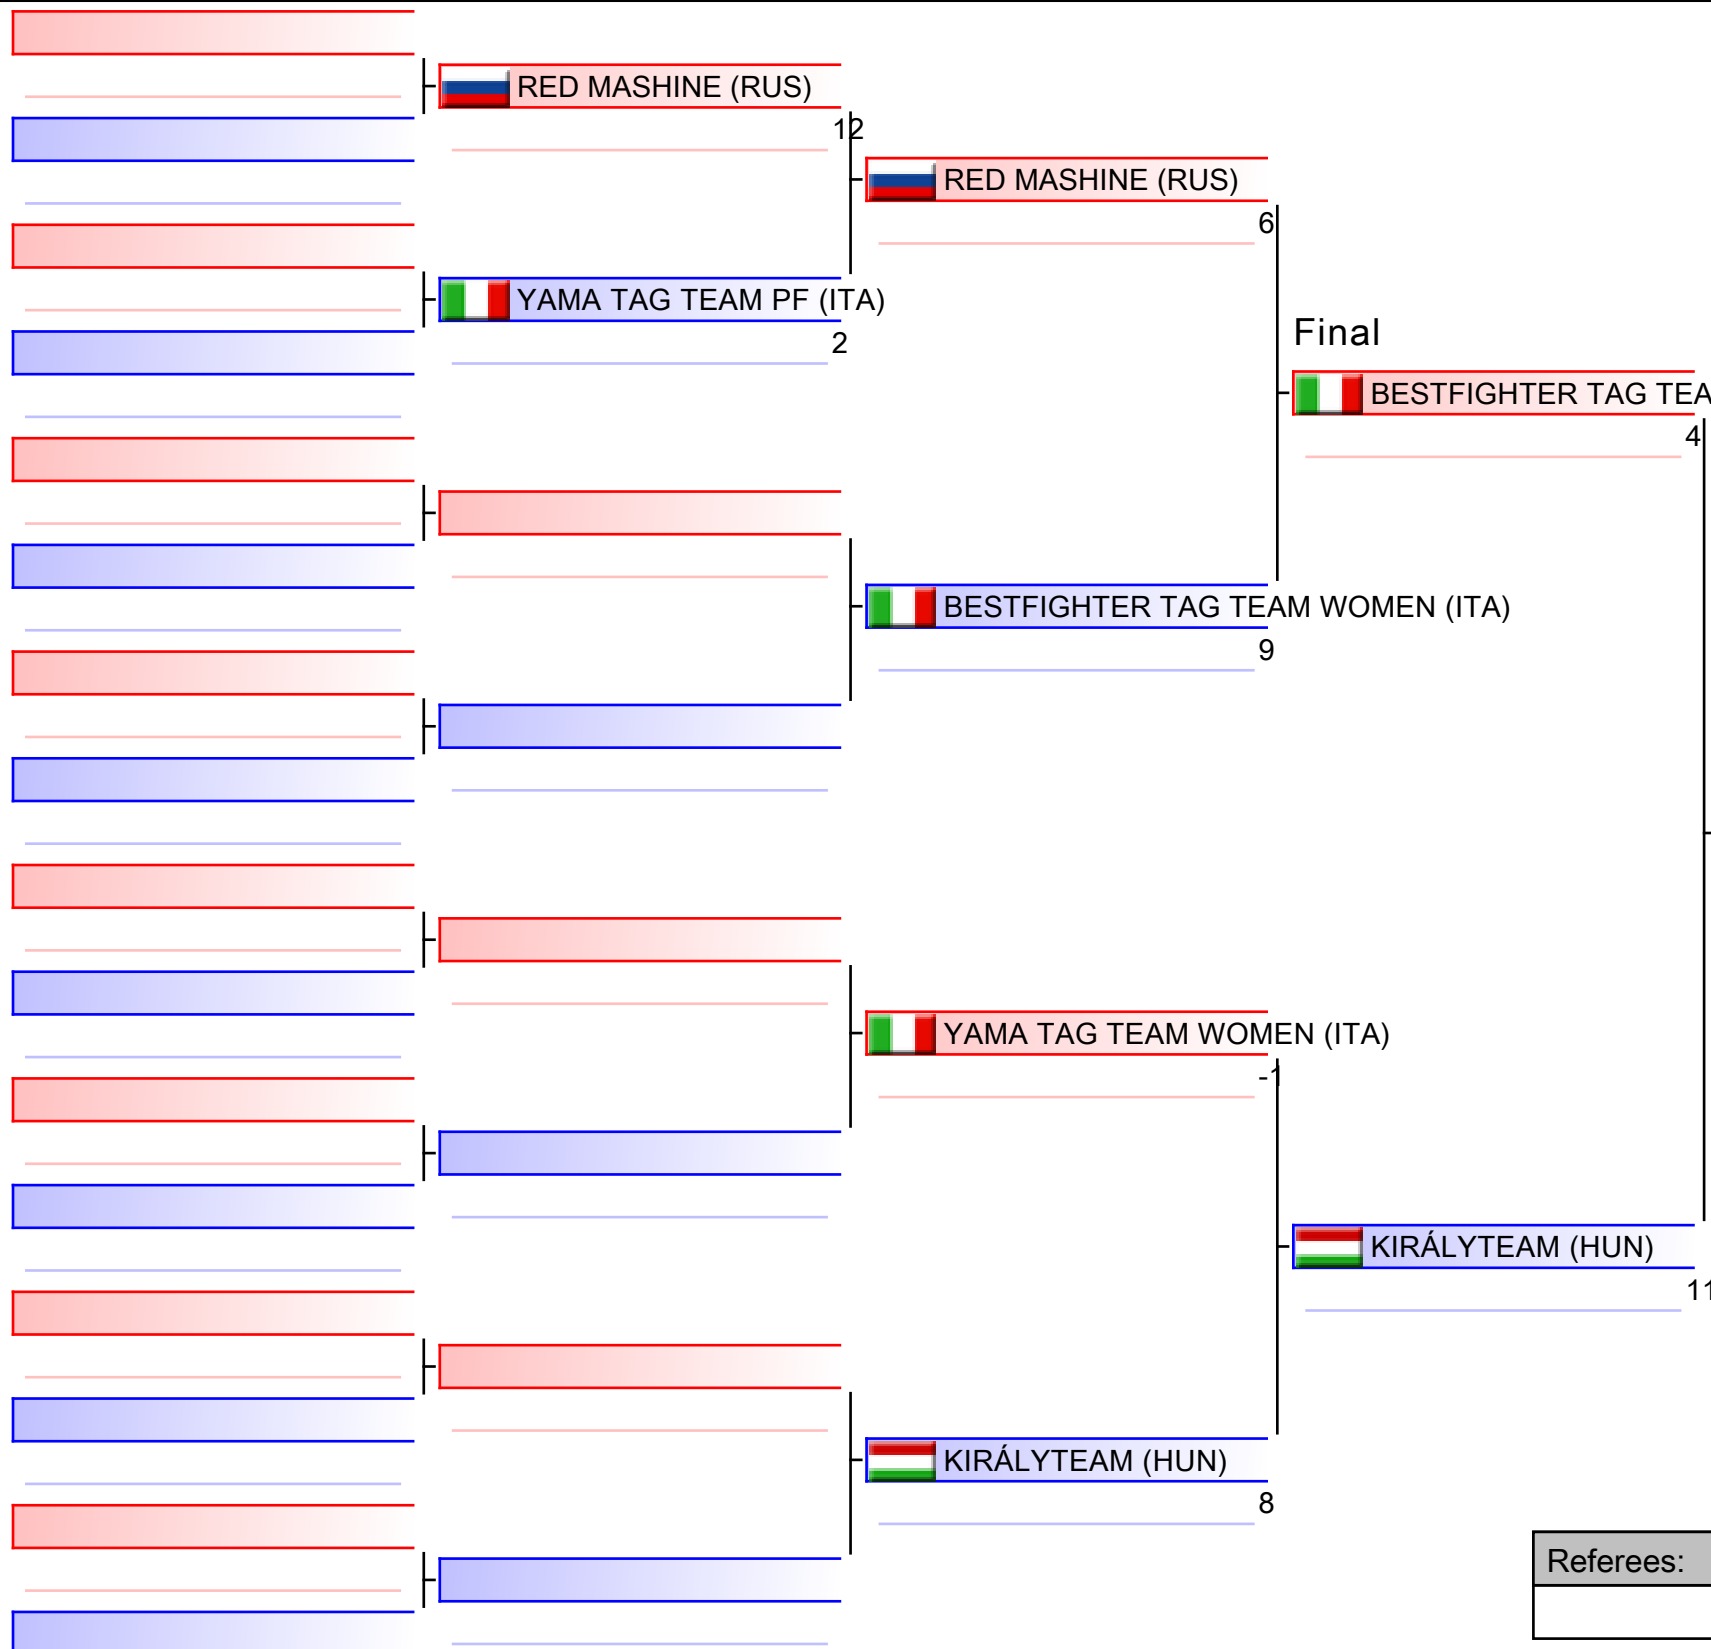 RED MASHINE (RUS)
12
RED MASHINE (RUS)
6
YAMA TAG TEAM PF (ITA)
2
Final
BESTFIGHTER TAG TEA
4
BESTFIGHTER TAG TEAM WOMEN (ITA)
9
YAMA TAG TEAM WOMEN (ITA)
-1
KIRÁLYTEAM (HUN)
11
KIRÁLYTEAM (HUN)
8
Referees: